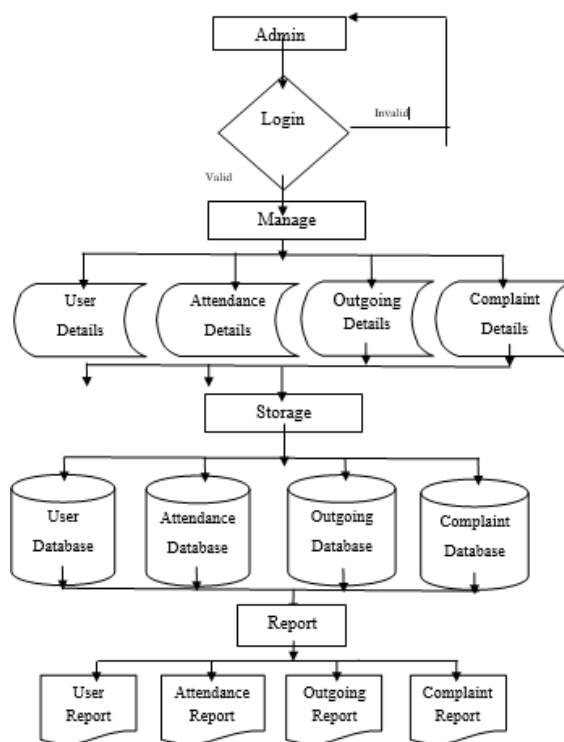 Admin
Login
Invalid
Valid
Manage
User
Details
Attendance
Details
Outgoing
Details
Complaint
Details
Storage
User
Database
Attendance
Database
Outgoing
Database
Complaint
Database
Report
User
Report
Attendance
Report
Outgoing
Report
Complaint
Report